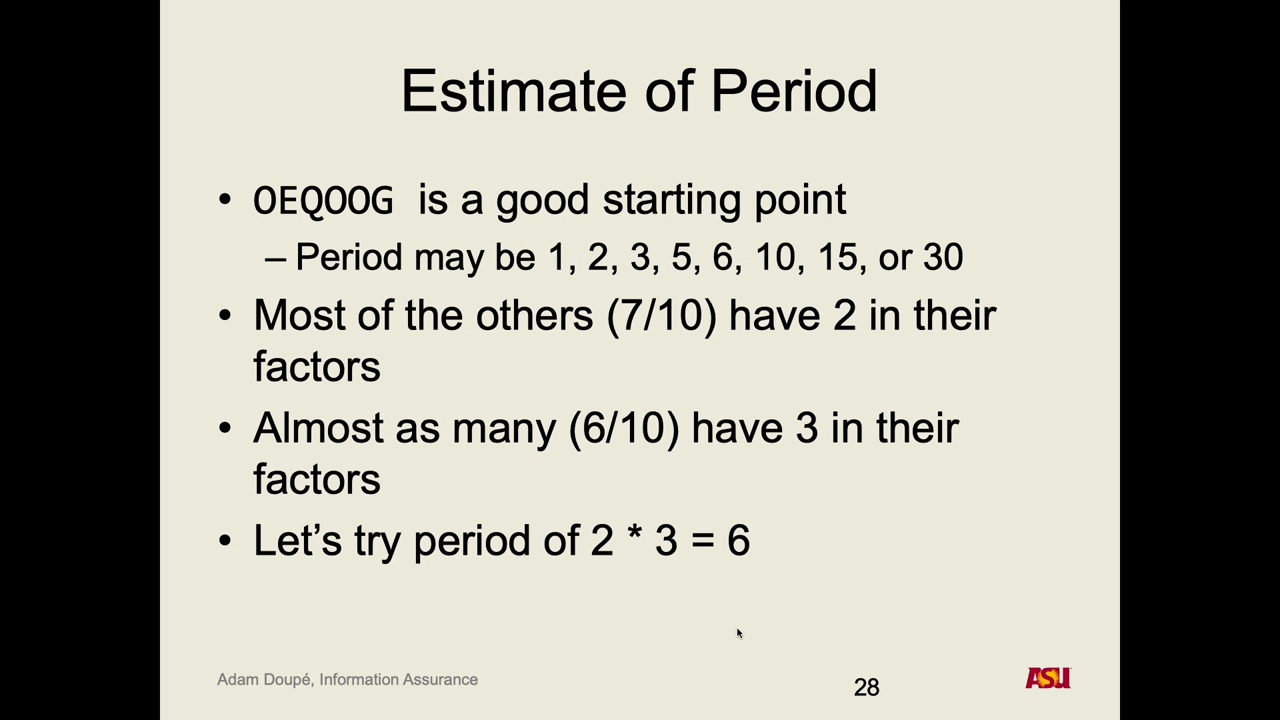 Estimate of Period
• OEQOOG is a good starting point
– Period may be 1, 2, 3, 5, 6, 10, 15, or 30
• Most of the others (7/10) have 2 in their
factors
• Almost as many (6/10) have 3 in their
factors
• Let’s try period of 2 * 3 = 6
Adam Doupé, Information Assurance
28
ASU